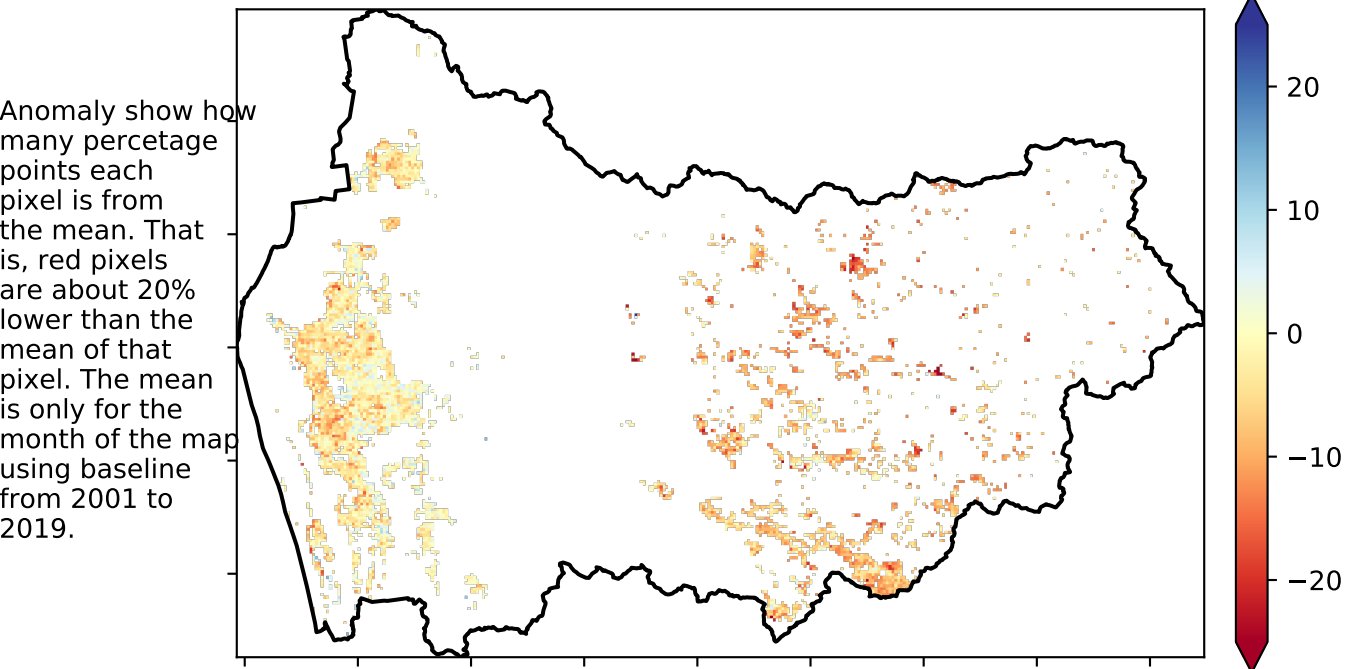 Anomaly show how
many percetage
points each
pixel is from
the mean. That
is, red pixels
are about 20%
lower than the
mean of that
pixel. The mean
is only for the
month of the map
using baseline
from 2001 to
2019.
20
10
0
−10
−20